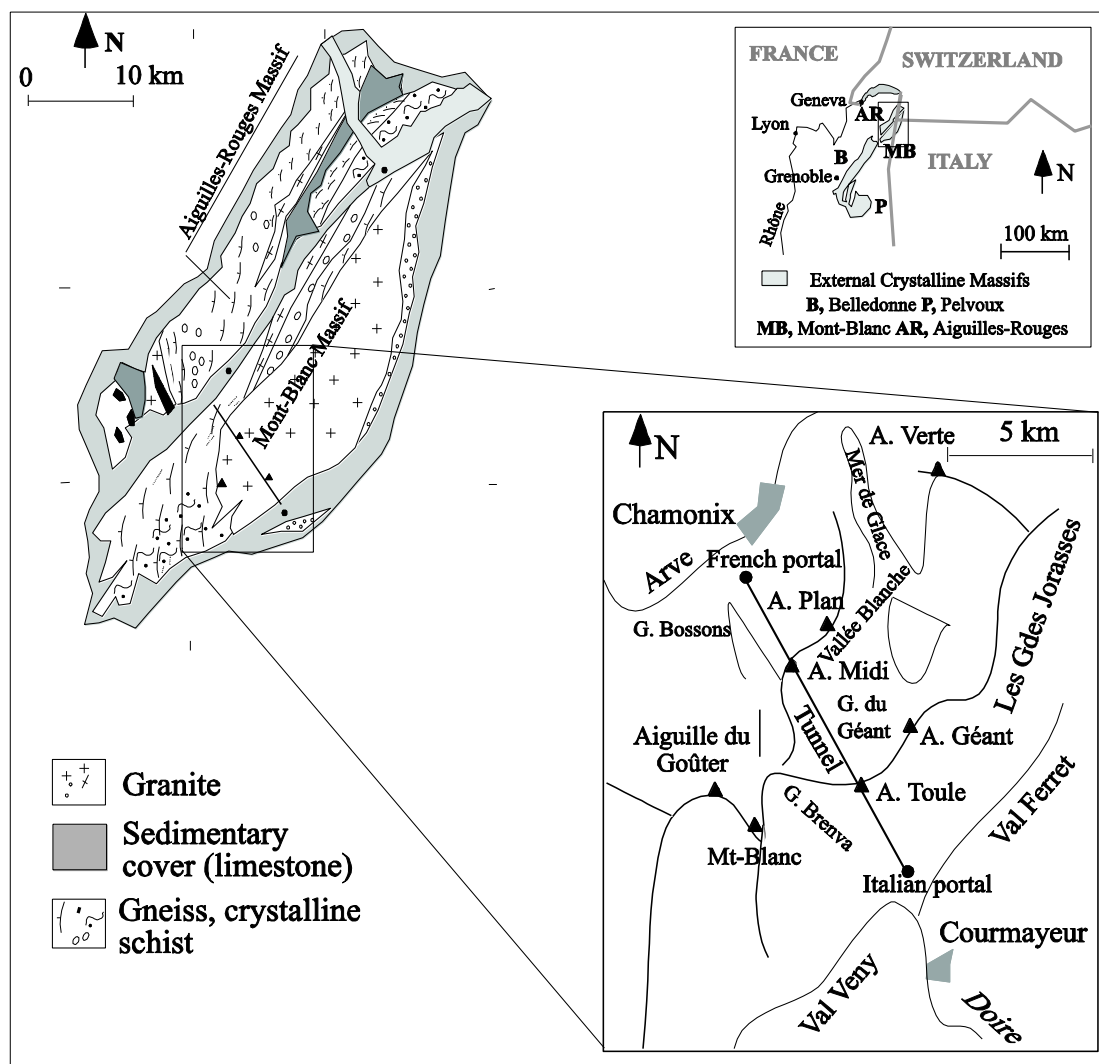 N
0
10 km
Aiguilles-Rouges Massif
Mont-Blanc Massif
Granite
Sedimentary
cover (limestone)
Gneiss, crystalline
schist
FRANCE
SWITZERLAND
Geneva
AR
Lyon
B
MB
ITALY
Grenoble
P
N
Rhône
100 km
External Crystalline Massifs
B, Belledonne P, Pelvoux
MB, Mont-Blanc AR, Aiguilles-Rouges
N
A. Verte
5 km
Mer de Glace
Chamonix
French portal
Arve
A. Plan
Vallée Blanche
Les Gdes Jorasses
G. Bossons
A. Midi
G. du
Géant
Tunnel
A. Géant
Aiguille du
Goûter
A. Toule
Val Ferret
G. Brenva
Mt-Blanc
Italian portal
Courmayeur
Val Veny
Doire